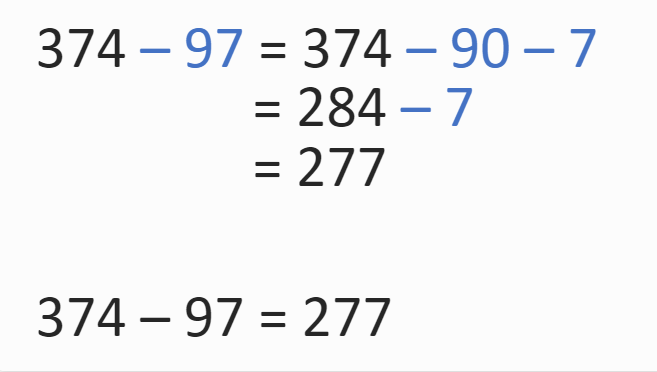 374 – 97 = 374 – 90 – 7
= 284 – 7
= 277
374 – 97 = 277